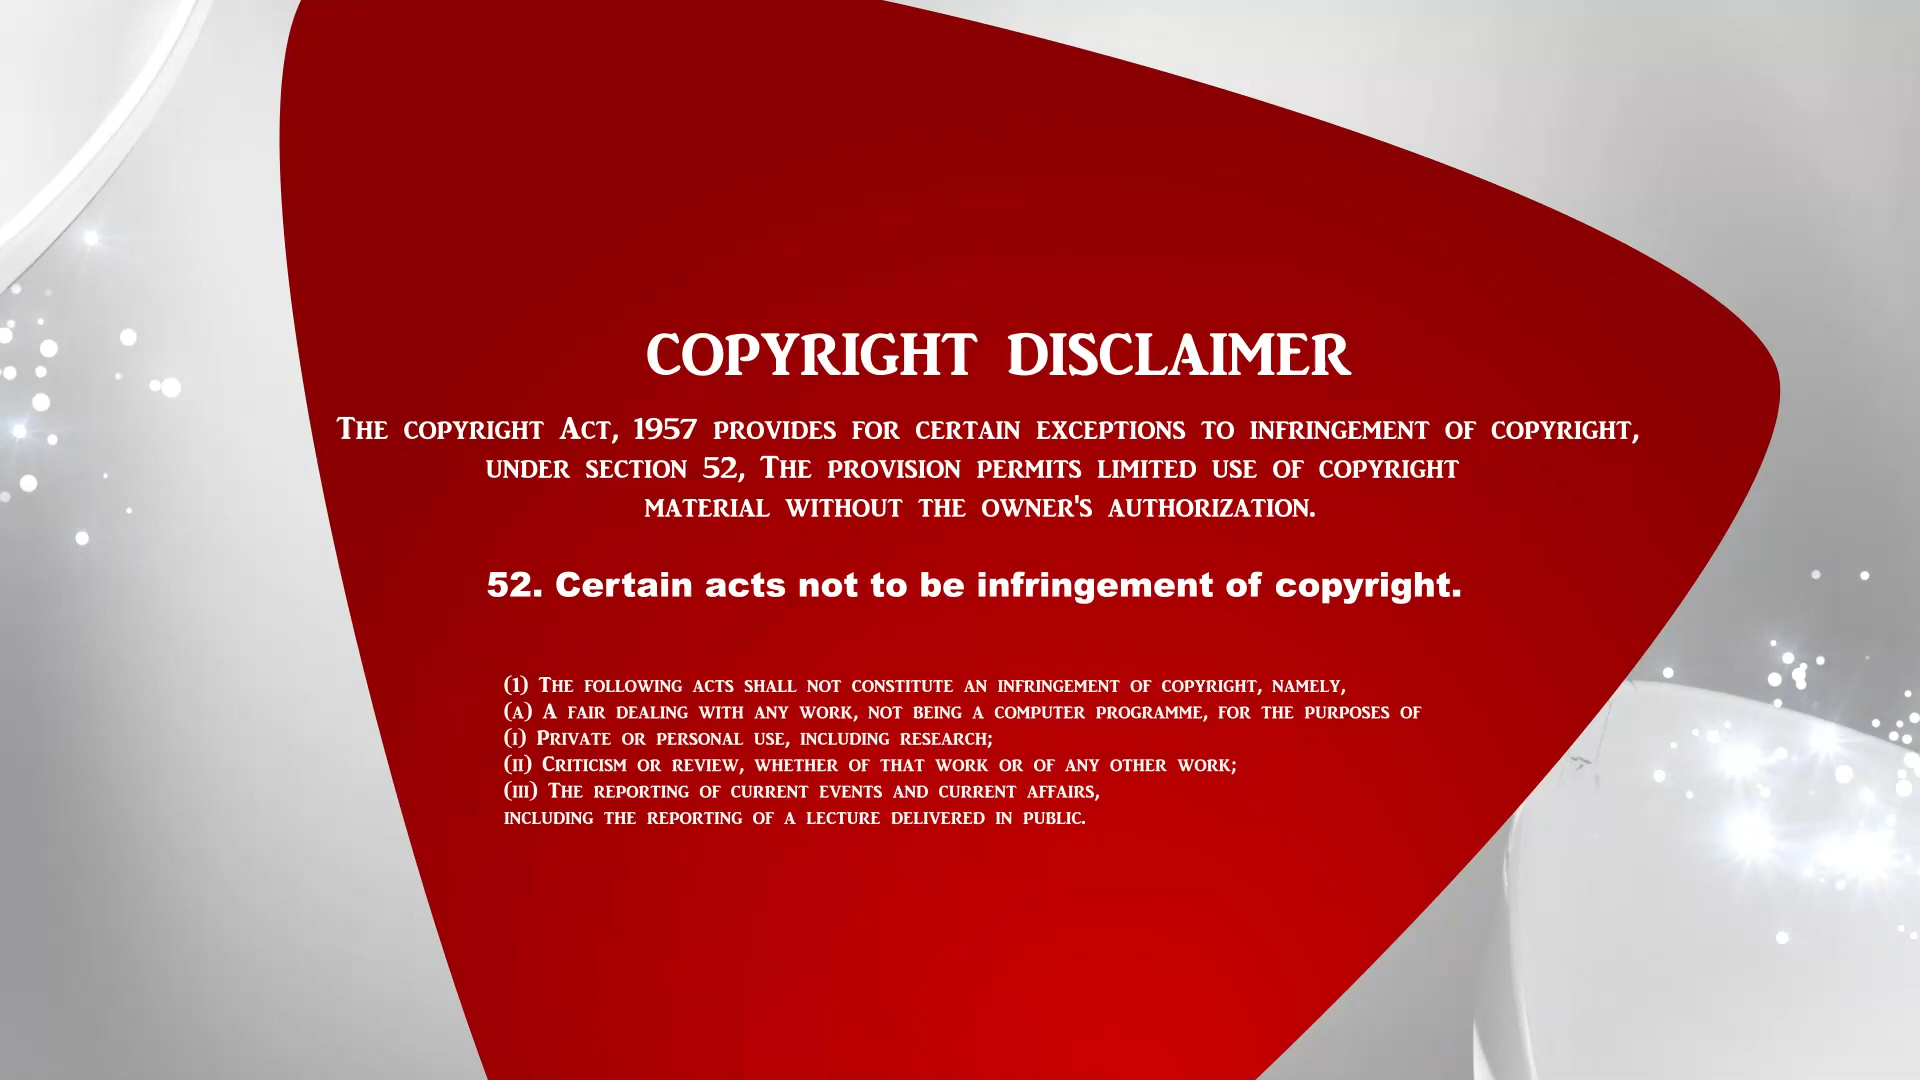 COPYRIGHT DISCLAIMER
The copyright Act, 1957 provides for certain exceptions to infringement of copyright,
under section 52, The provision permits limited use of copyright
material without the owner's authorization.
52. Certain acts not to be infringement of copyright.
(1) The following acts shall not constitute an infringement of copyright, namely,
(a) A fair dealing with any work, not being a computer programme, for the purposes of
(i) Private or personal use, including research;
(ii) Criticism or review, whether of that work or of any other work;
(iii) The reporting of current events and current affairs,
including the reporting of a lecture delivered in public.